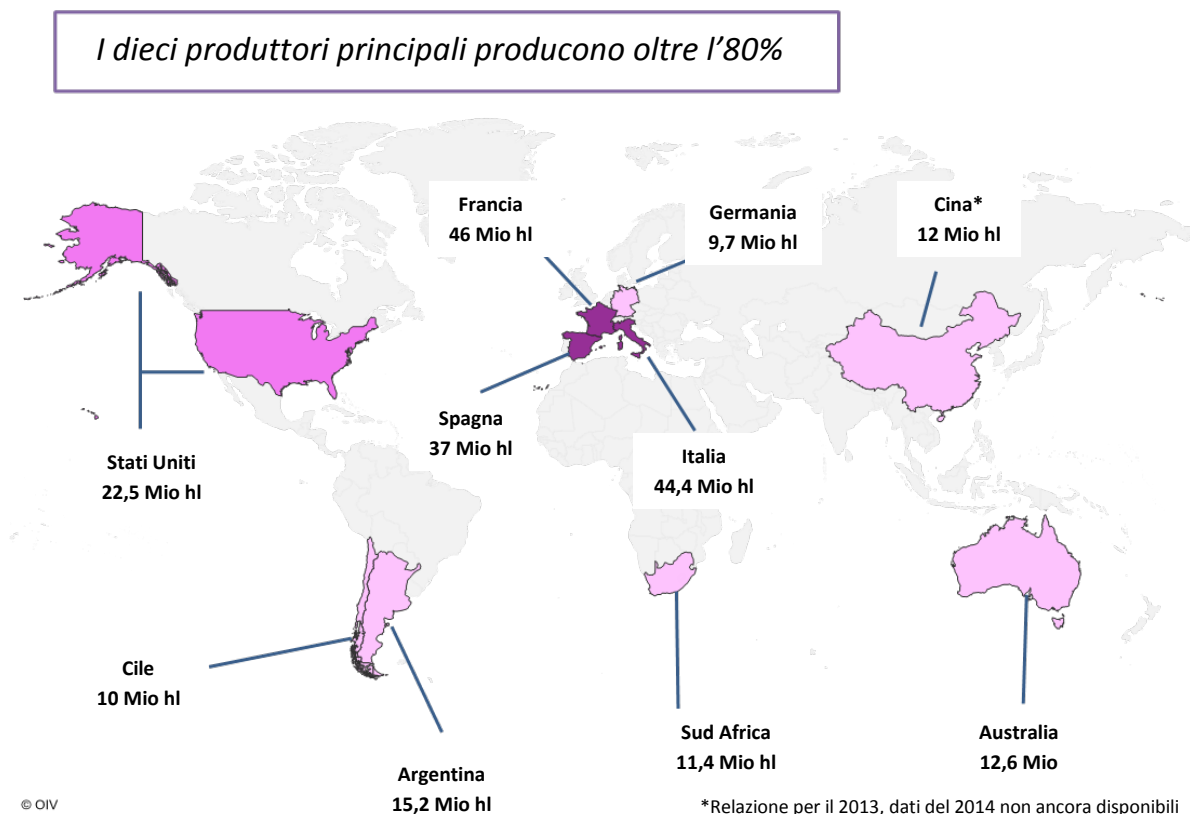 I dieci produttori principali producono oltre l’80%
Francia
46 Mio hl
Germania
9,7 Mio hl
Cina*
12 Mio hl
Spagna
37 Mio hl
Italia
44,4 Mio hl
Stati Uniti
22,5 Mio hl
Cile
10 Mio hl
Argentina
15,2 Mio hl
Sud Africa
11,4 Mio hl
Australia
12,6 Mio
© OIV
*Relazione per il 2013, dati del 2014 non ancora disponibili